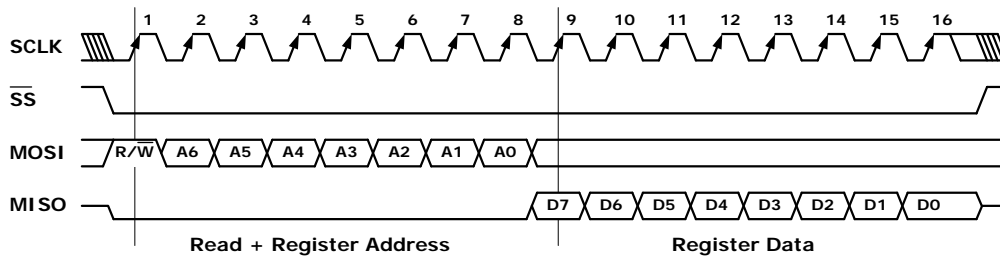 1 2 3 4 5 6 7 8 9 10 11 12 13 14 15 16
SCLK
SS
MOSI R/W A6 A5 A4 A3 A2 A1 A0
MISO D7 D6 D5 D4 D3 D2 D1 D0
Read + Register Address Register Data